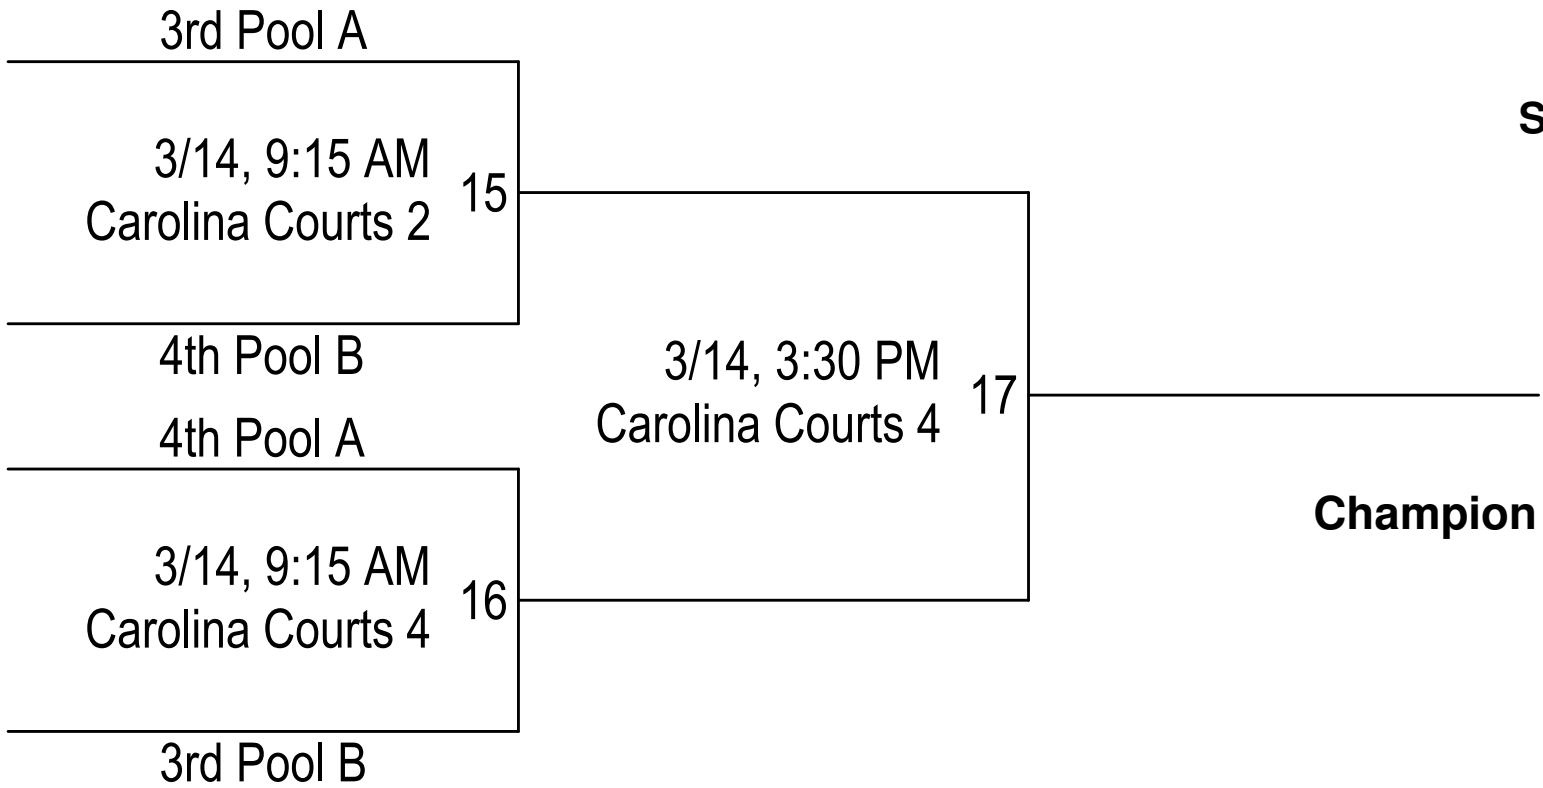 3rd Pool A
S
3/14, 9:15 AM
Carolina Courts 2
15
4th Pool B
3/14, 3:30 PM
Carolina Courts 4
17
4th Pool A
Champion
3/14, 9:15 AM
Carolina Courts 4
16
3rd Pool B